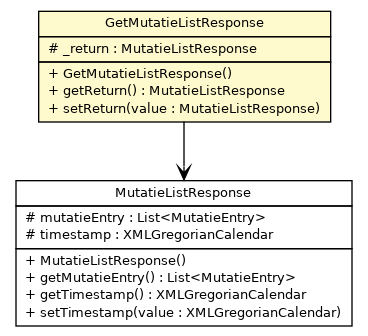 GetMutatieListResponse
# _return : MutatieListResponse
+ GetMutatieListResponse()
+ getReturn() : MutatieListResponse
+ setReturn(value : MutatieListResponse)
MutatieListResponse
# mutatieEntry : List<MutatieEntry>
# timestamp : XMLGregorianCalendar
+ MutatieListResponse()
+ getMutatieEntry() : List<MutatieEntry>
+ getTimestamp() : XMLGregorianCalendar
+ setTimestamp(value : XMLGregorianCalendar)